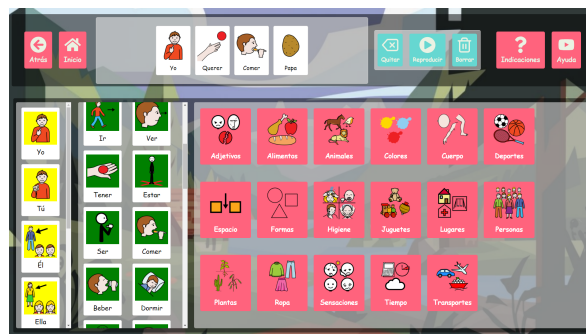 Atrás
Inicio
Yo
Querer
Comer
Papa
Quitar
Reproducir
Borrar
Indicaciones
Ayuda
Yo
Tú
Él
Ella
Ir
Ver
Tener
Estar
Ser
Comer
Beber
Dormir
Adjetivos
Alimentos
Animales
Colores
Cuerpo
Deportes
Espacio
Formas
Higiene
Juguetes
Lugares
Personas
Plantas
Ropa
Sensaciones
Tiempo
Transportes